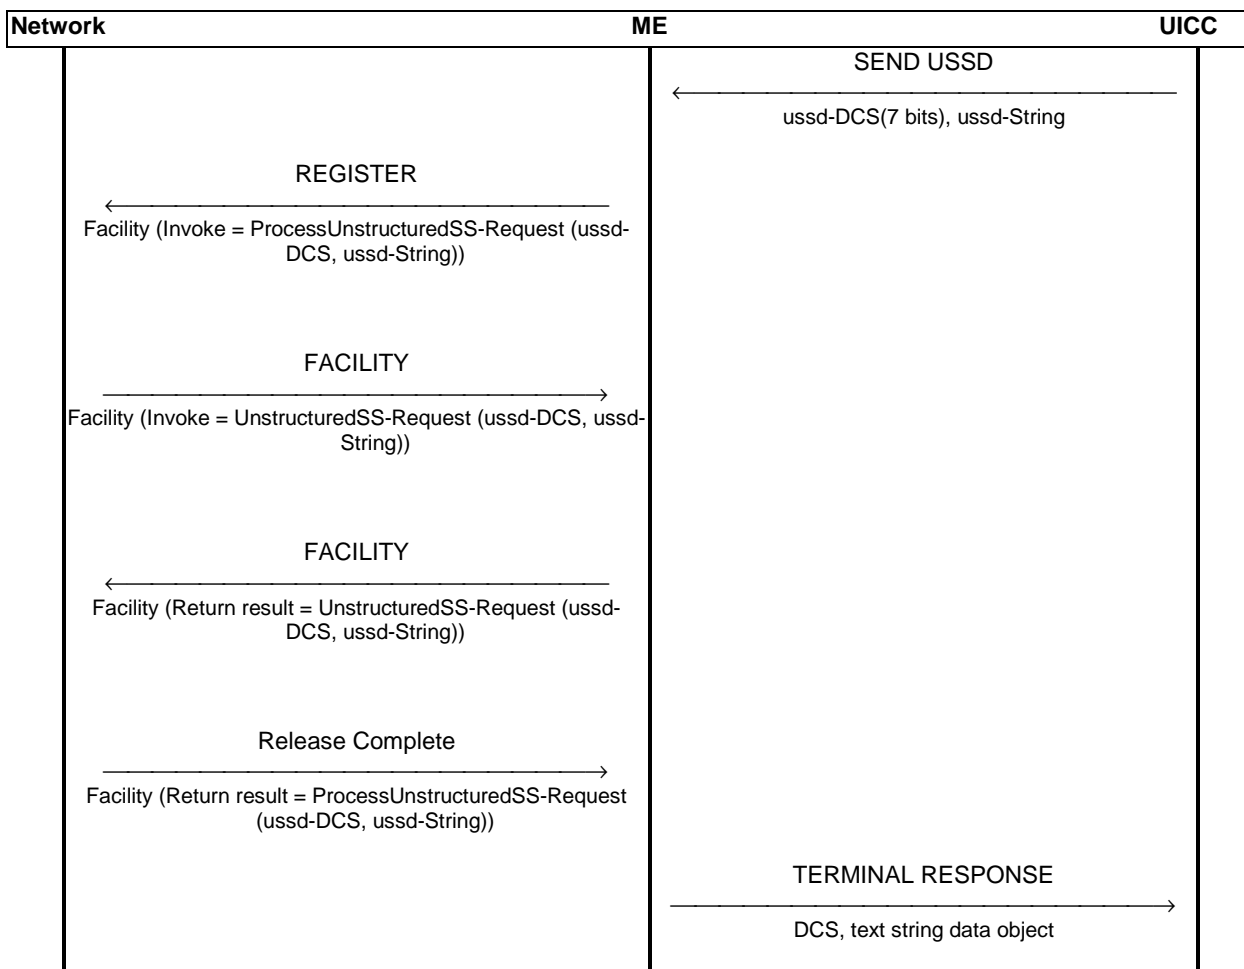 Network ME UICC
SEND USSD
ussd-DCS(7 bits), ussd-String
REGISTER
Facility (Invoke = ProcessUnstructuredSS-Request (ussd-
DCS, ussd-String))
FACILITY
Facility (Invoke = UnstructuredSS-Request (ussd-DCS, ussd-
String))
FACILITY
Facility (Return result = UnstructuredSS-Request (ussd-
DCS, ussd-String))
Release Complete
Facility (Return result = ProcessUnstructuredSS-Request
(ussd-DCS, ussd-String))
TERMINAL RESPONSE
DCS, text string data object